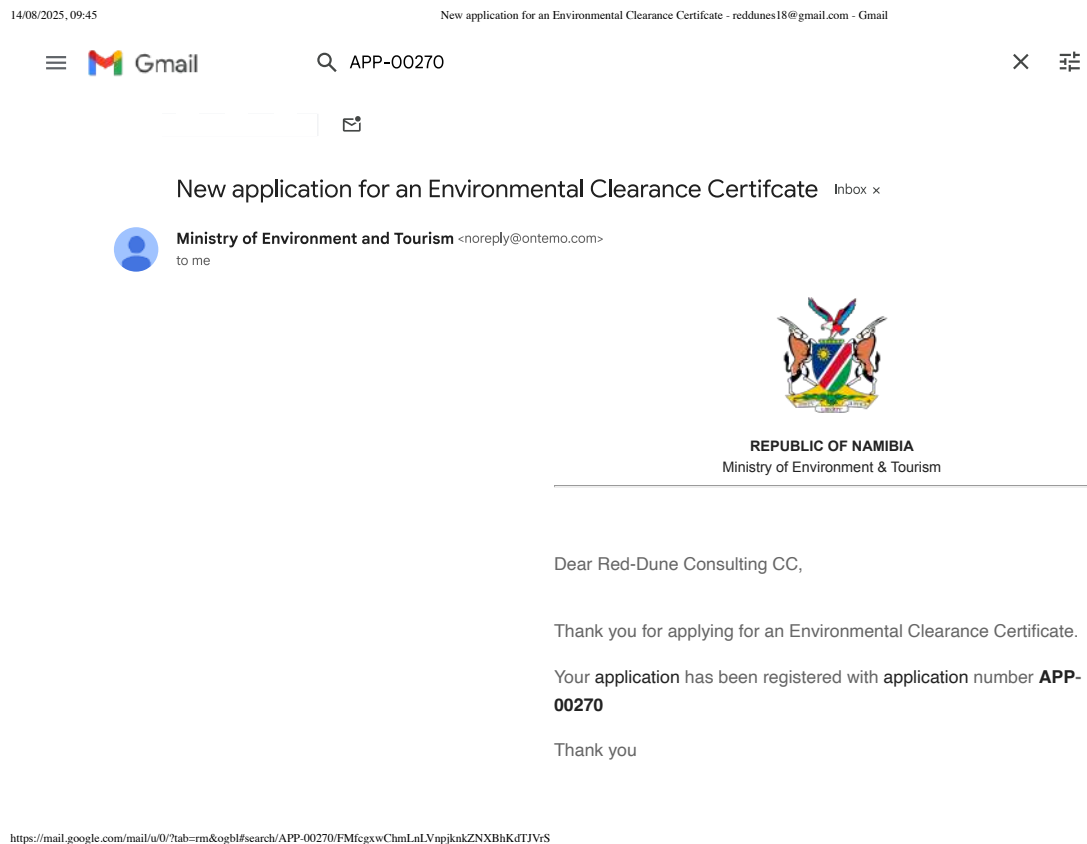 14/08/2025, 09:45 New application for an Environmental Clearance Certifcate - reddunes18@gmail.com - Gmail
Gmail APP-00270
New application for an Environmental Clearance Certifcate Inbox ×
Ministry of Environment and Tourism <noreply@ontemo.com>
to me
LIBERTY
REPUBLIC OF NAMIBIA
Ministry of Environment & Tourism
Dear Red-Dune Consulting CC,
Thank you for applying for an Environmental Clearance Certificate.
Your application has been registered with application number APP-
00270
Thank you
https://mail.google.com/mail/u/0/?tab=rm&ogbl#search/APP-00270/FMfcgxwChmLnLVnpjknkZNXBhKdTJVrS